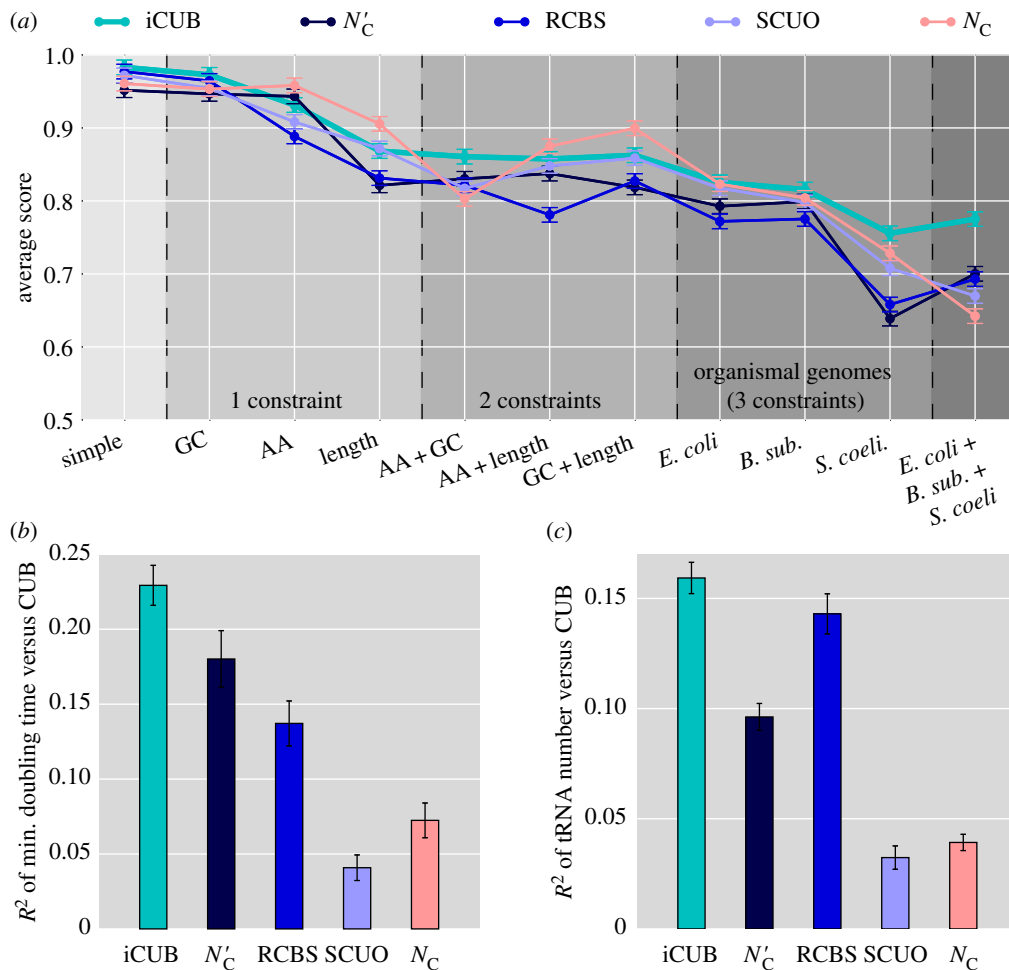 (a)
iCUB
N′C
RCBS
SCUO
NC
average score
1.0
0.9
0.8
0.7
0.6
0.5
1 constraint
2 constraints
organismal genomes
(3 constraints)
simple
GC
AA
length
AA + GC
AA + length
GC + length
E. coli
B. sub.
S. coeli.
E. coli +
B. sub. +
S. coeli
(b)
R² of min. doubling time versus CUB
0.25
0.20
0.15
0.10
0.05
0
iCUB
N′C
RCBS
SCUO
NC
(c)
R² of tRNA number versus CUB
0.15
0.10
0.05
0
iCUB
N′C
RCBS
SCUO
NC